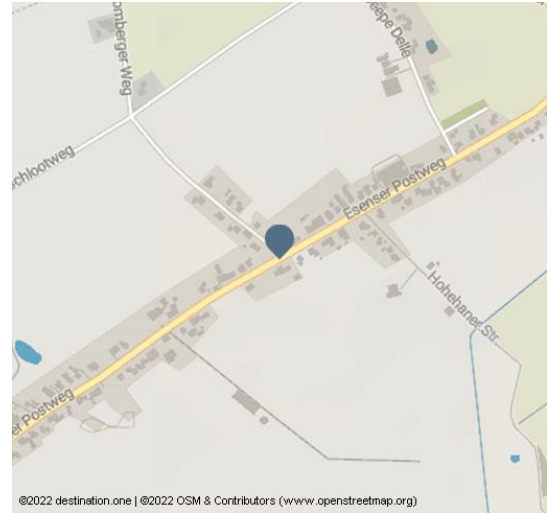 omberger Weg
eepe Delle
chlootweg
Esenser Postweg
Hohehaner Str.
er Postweg
©2022 destination.one | ©2022 OSM & Contributors (www.openstreetmap.org)